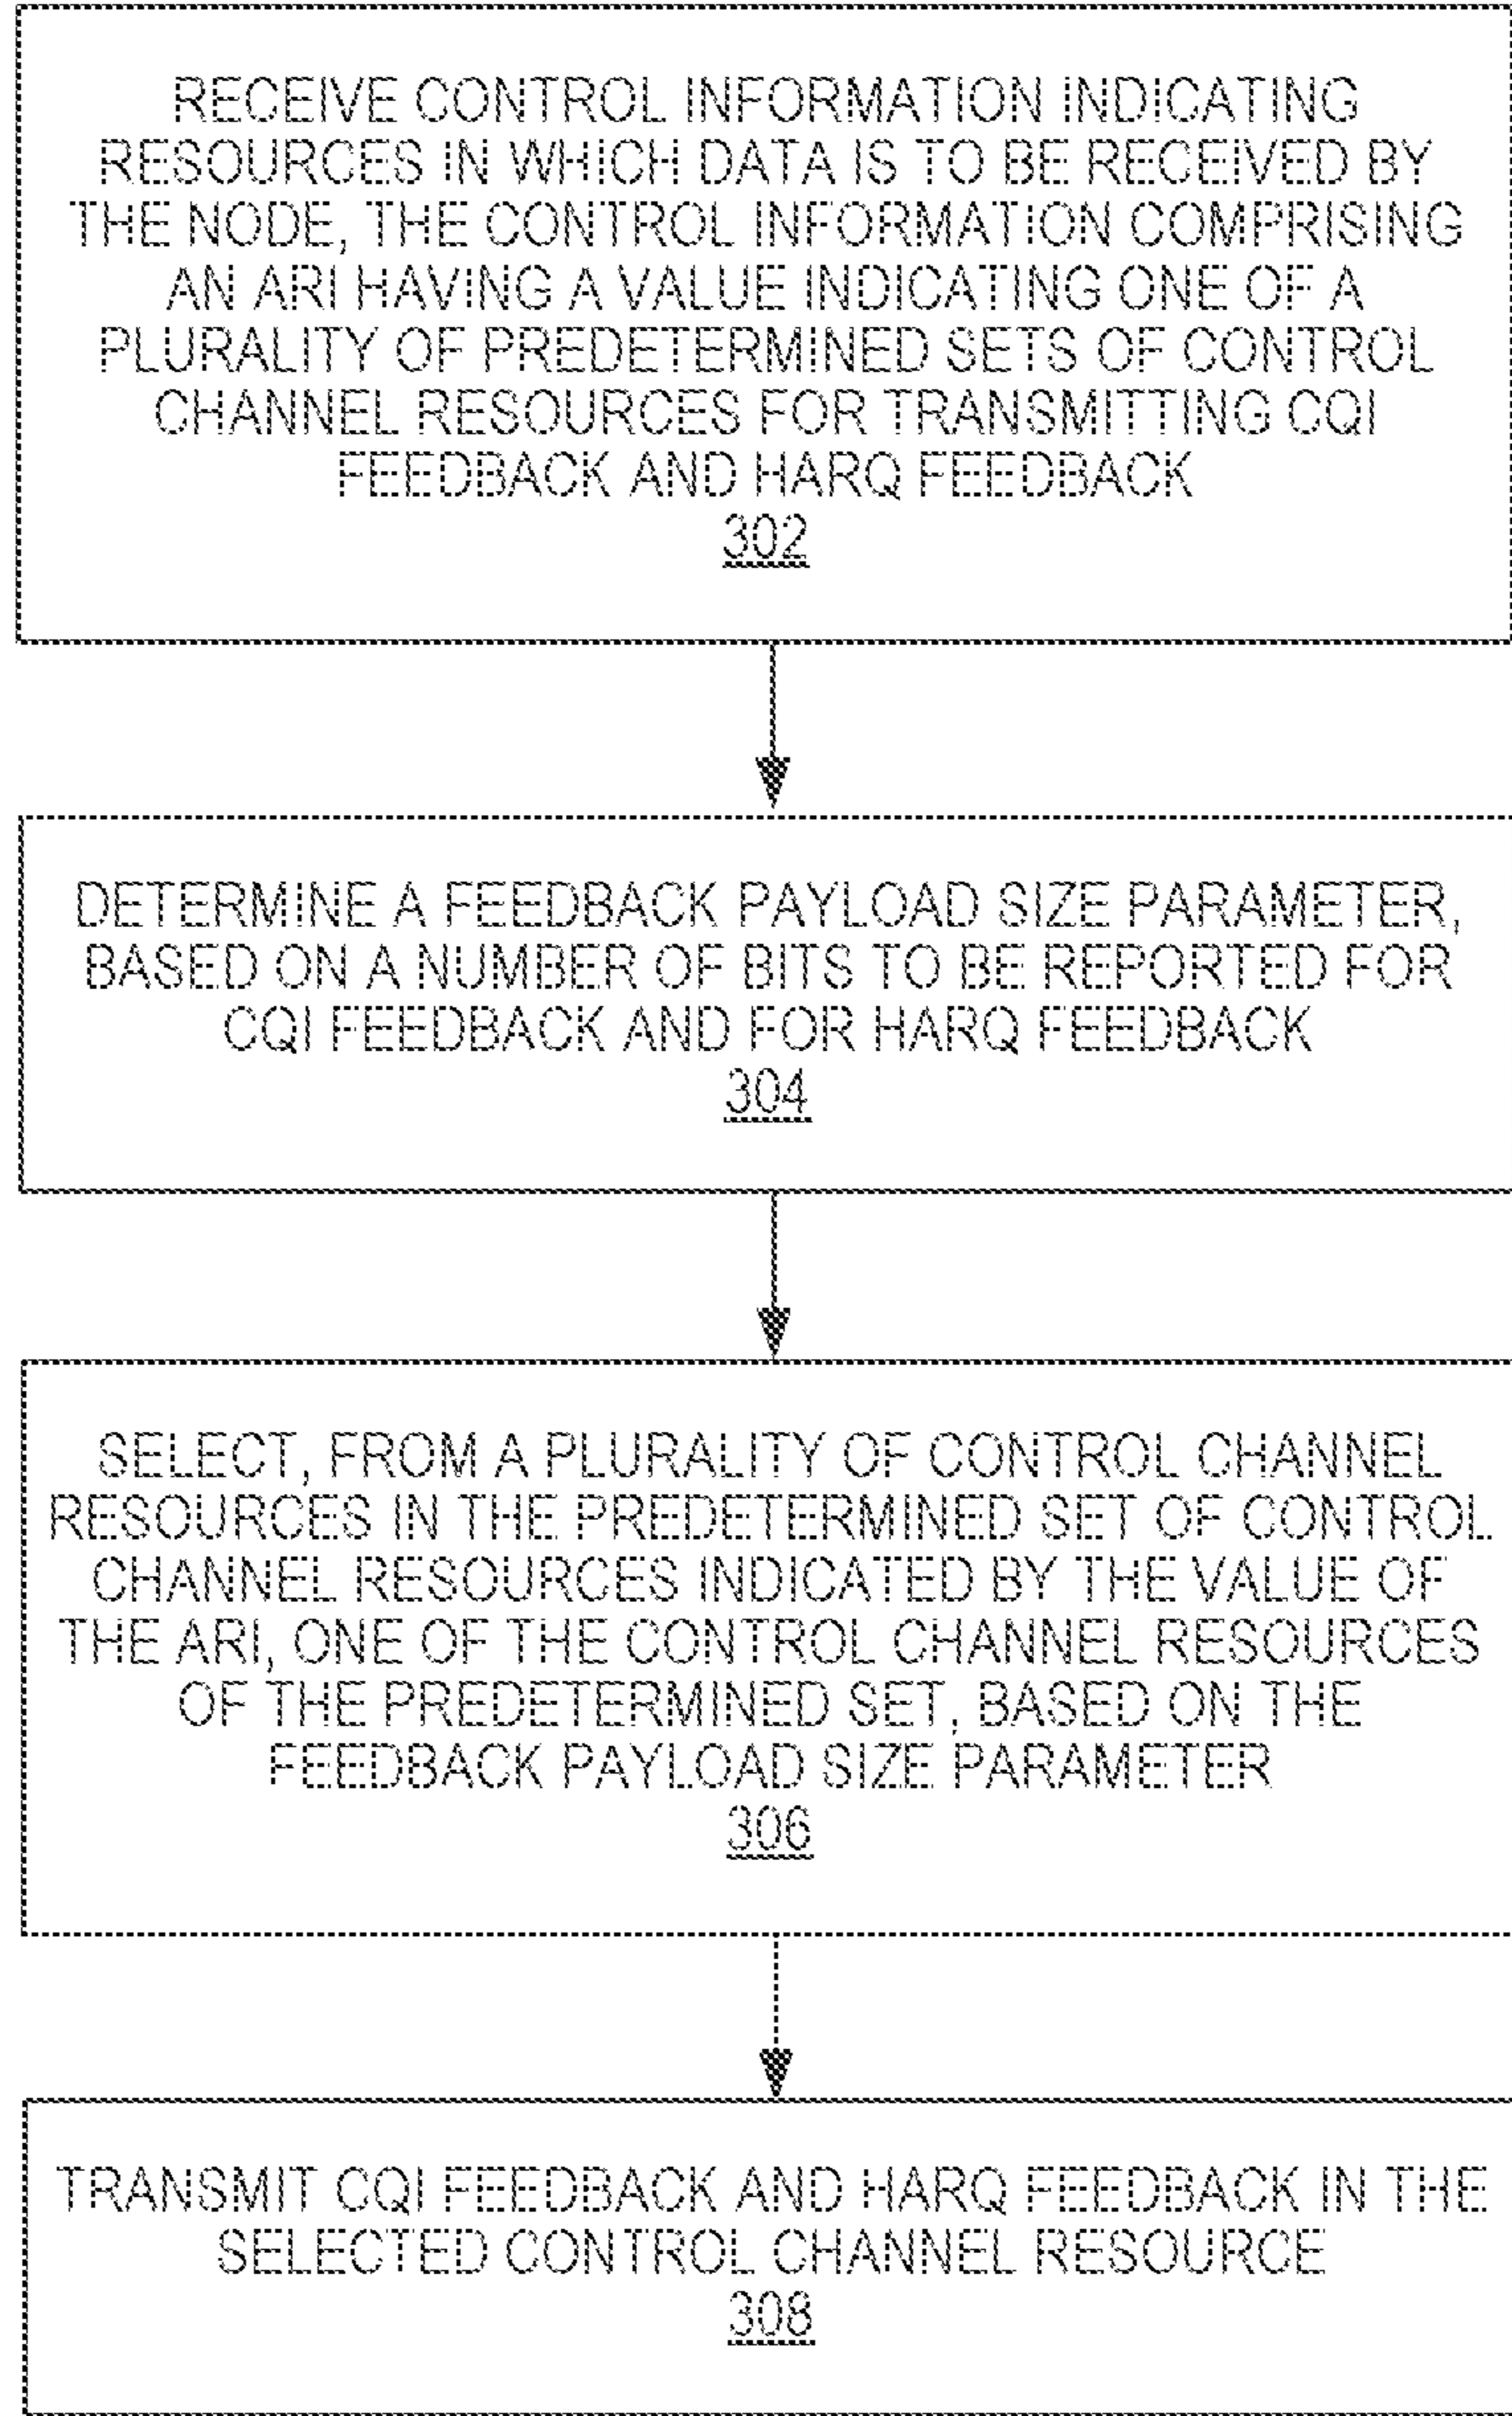 RECEIVE CONTROL INFORMATION INDICATING
RESOURCES IN WHICH DATA IS TO BE RECEIVED BY
THE NODE, THE CONTROL INFORMATION COMPRISING
AN ARI HAVING A VALUE INDICATING ONE OF A
PLURALITY OF PREDETERMINED SETS OF CONTROL
CHANNEL RESOURCES FOR TRANSMITTING CQI
FEEDBACK AND HARQ FEEDBACK
302
DETERMINE A FEEDBACK PAYLOAD SIZE PARAMETER,
BASED ON A NUMBER OF BITS TO BE REPORTED FOR
CQI FEEDBACK AND FOR HARQ FEEDBACK
304
SELECT, FROM A PLURALITY OF CONTROL CHANNEL
RESOURCES IN THE PREDETERMINED SET OF CONTROL
CHANNEL RESOURCES INDICATED BY THE VALUE OF
THE ARI, ONE OF THE CONTROL CHANNEL RESOURCES
OF THE PREDETERMINED SET, BASED ON THE
FEEDBACK PAYLOAD SIZE PARAMETER
306
TRANSMIT CQI FEEDBACK AND HARQ FEEDBACK IN THE
SELECTED CONTROL CHANNEL RESOURCE
308